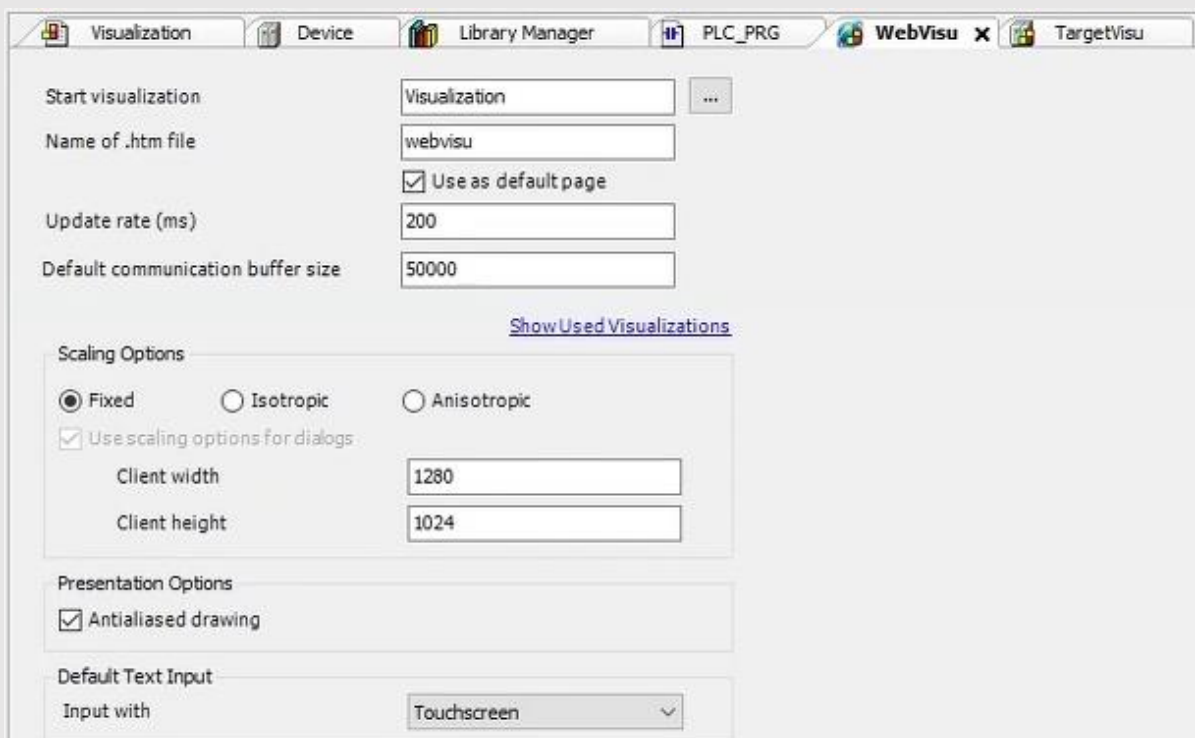 Visualization Device Library Manager PLC_PRG WebVisu TargetVisu
Start visualization Visualization ...
Name of .htm file webvisu
Use as default page
Update rate (ms) 200
Default communication buffer size 50000
Show Used Visualizations
Scaling Options
Fixed Isotropic Anisotropic
Use scaling options for dialogs
Client width 1280
Client height 1024
Presentation Options
Antialiased drawing
Default Text Input
Input with Touchscreen